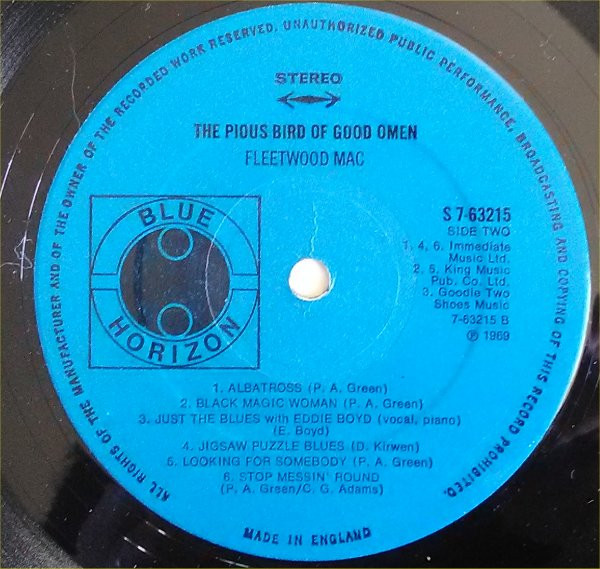 ALL RIGHTS OF THE MANUFACTURER AND OF THE OWNER OF THE RECORDED WORK RESERVED. UNAUTHORIZED PUBLIC PERFORMANCE, BROADCASTING AND COPYING OF THIS RECORD PROHIBITED.
STEREO
THE PIOUS BIRD OF GOOD OMEN
FLEETWOOD MAC
BLUE
HORIZON
S 7-63215
SIDE TWO
1. 4, 6. Immediate
Music Ltd.
2. 5. King Music
Pub. Co. Ltd
3. Goodie Two
Shoes Music
7-63215 B
℗ 1969
1. ALBATROSS (P. A. Green)
2. BLACK MAGIC WOMAN (P. A. Green)
3. JUST THE BLUES with EDDIE BOYD (vocal, piano)
(E. Boyd)
4. JIGSAW PUZZLE BLUES (D. Kirwen)
5. LOOKING FOR SOMEBODY (P. A. Green)
6. STOP MESSIN' ROUND
(P. A. Green/C. G. Adams)
MADE IN ENGLAND